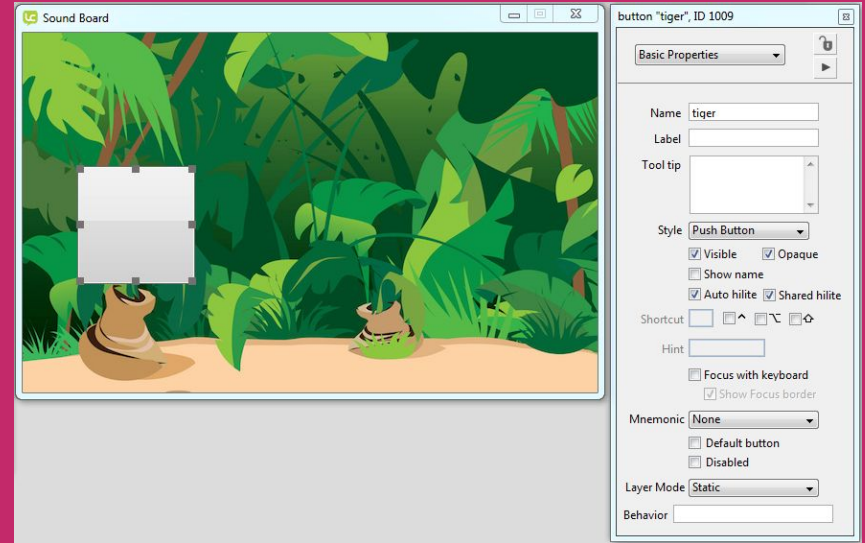 Sound Board
button "tiger", ID 1009
Basic Properties
Name tiger
Label
Tool tip
Style Push Button
Visible Opaque
Show name
Auto hilite Shared hilite
Shortcut ^ ⌥ ⇧
Hint
Focus with keyboard
Show Focus border
Mnemonic None
Default button
Disabled
Layer Mode Static
Behavior